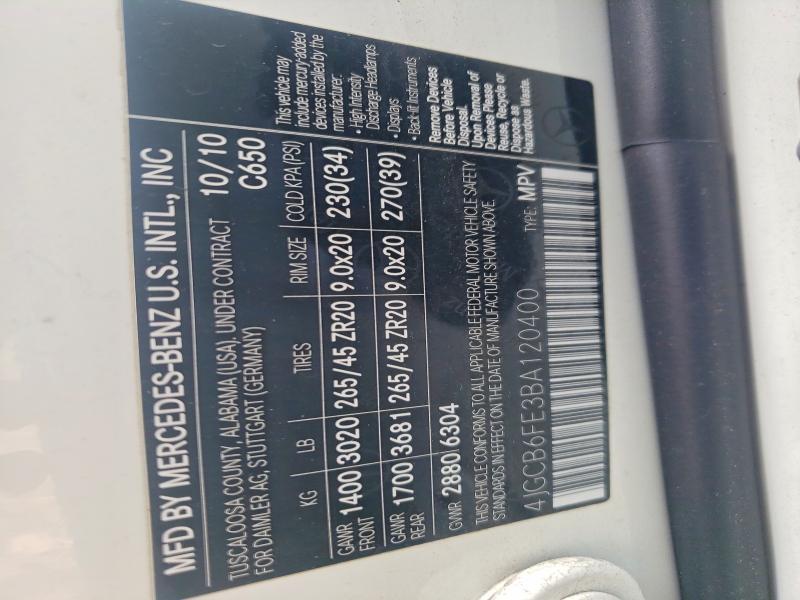 MFD BY MERCEDES-BENZ U.S. INTL., INC
TUSCALOOSA COUNTY, ALABAMA (USA), UNDER CONTRACT 10/10
FOR DAIMLER AG, STUTTGART (GERMANY) C650
KG LB TIRES RIM SIZE COLD KPA (PSI)
GAWR FRONT 1400 3020 265/45 ZR20 9.0x20 230(34)
GAWR REAR 1700 3681 265/45 ZR20 9.0x20 270(39)
GVWR 2880 6304
THIS VEHICLE CONFORMS TO ALL APPLICABLE FEDERAL MOTOR VEHICLE SAFETY
STANDARDS IN EFFECT ON THE DATE OF MANUFACTURE SHOWN ABOVE.
4JGCB6FE3BA120400 TYPE: MPV
This vehicle may
include mercury-added
devices installed by the
manufacturer:
• High Intensity
Discharge Headlamps
• Displays
• Back-lit Instruments
Remove Devices
Before Vehicle
Disposal.
Upon Removal of
Devices Please
Reuse, Recycle or
Dispose as
Hazardous Waste.